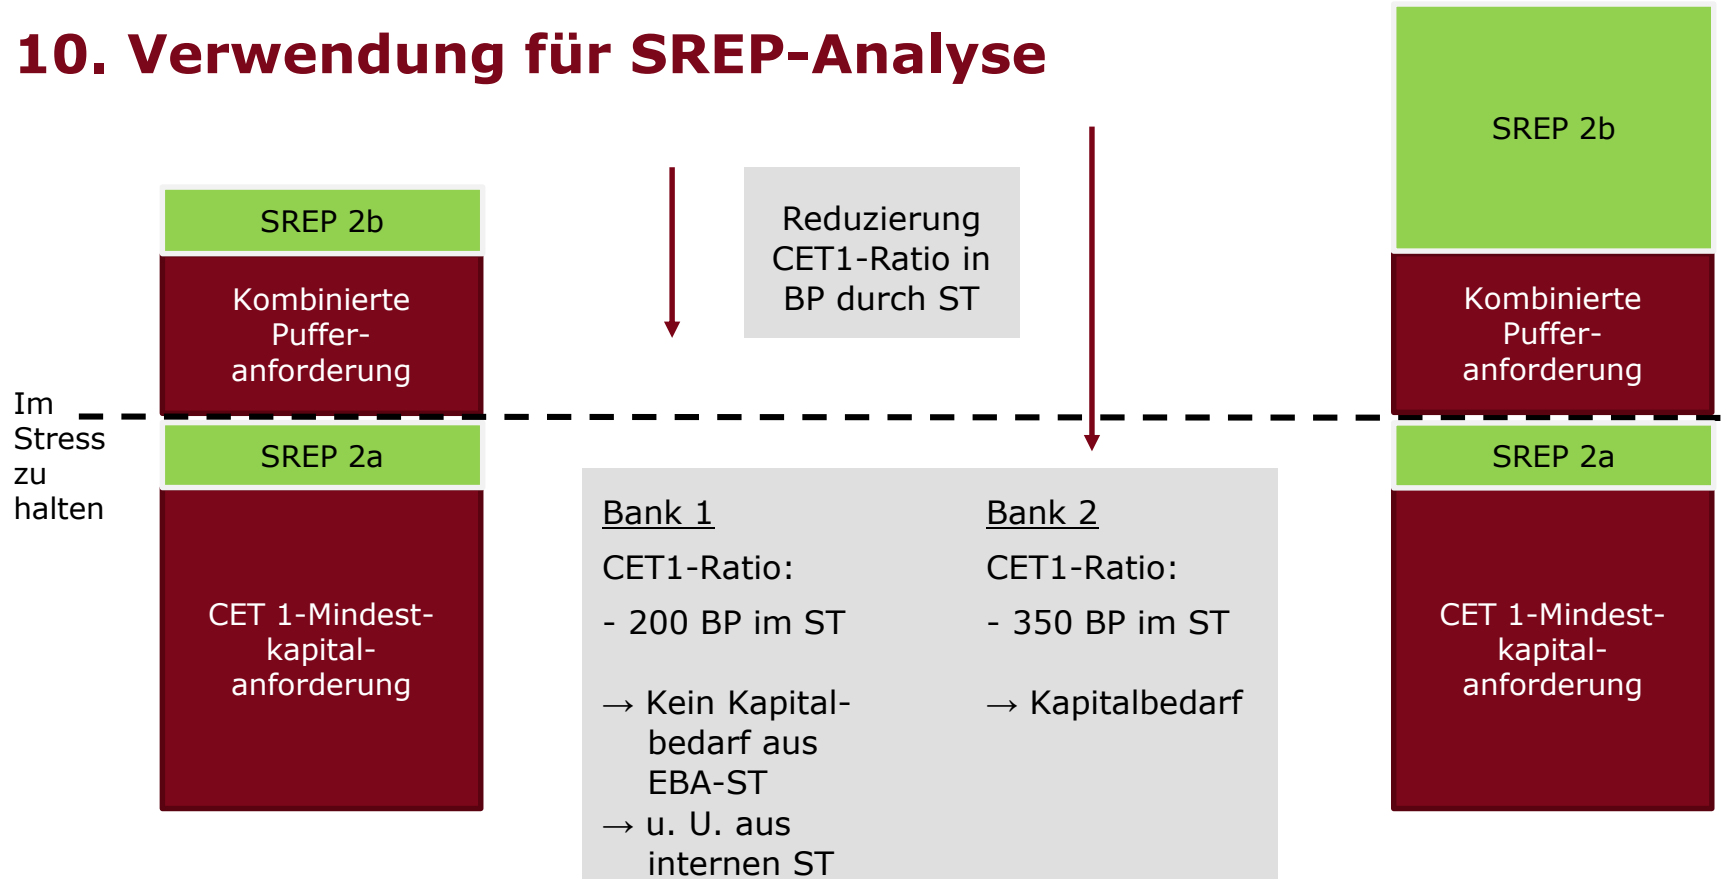 10. Verwendung für SREP-Analyse
SREP 2b
Kombinierte
Puffer-
anforderung
Im
Stress
zu
halten
SREP 2a
CET 1-Mindest-
kapital-
anforderung
Reduzierung
CET1-Ratio in
BP durch ST
Bank 1
CET1-Ratio:
- 200 BP im ST
→ Kein Kapital-
bedarf aus
EBA-ST
→ u. U. aus
internen ST
Bank 2
CET1-Ratio:
- 350 BP im ST
→ Kapitalbedarf
SREP 2b
Kombinierte
Puffer-
anforderung
SREP 2a
CET 1-Mindest-
kapital-
anforderung